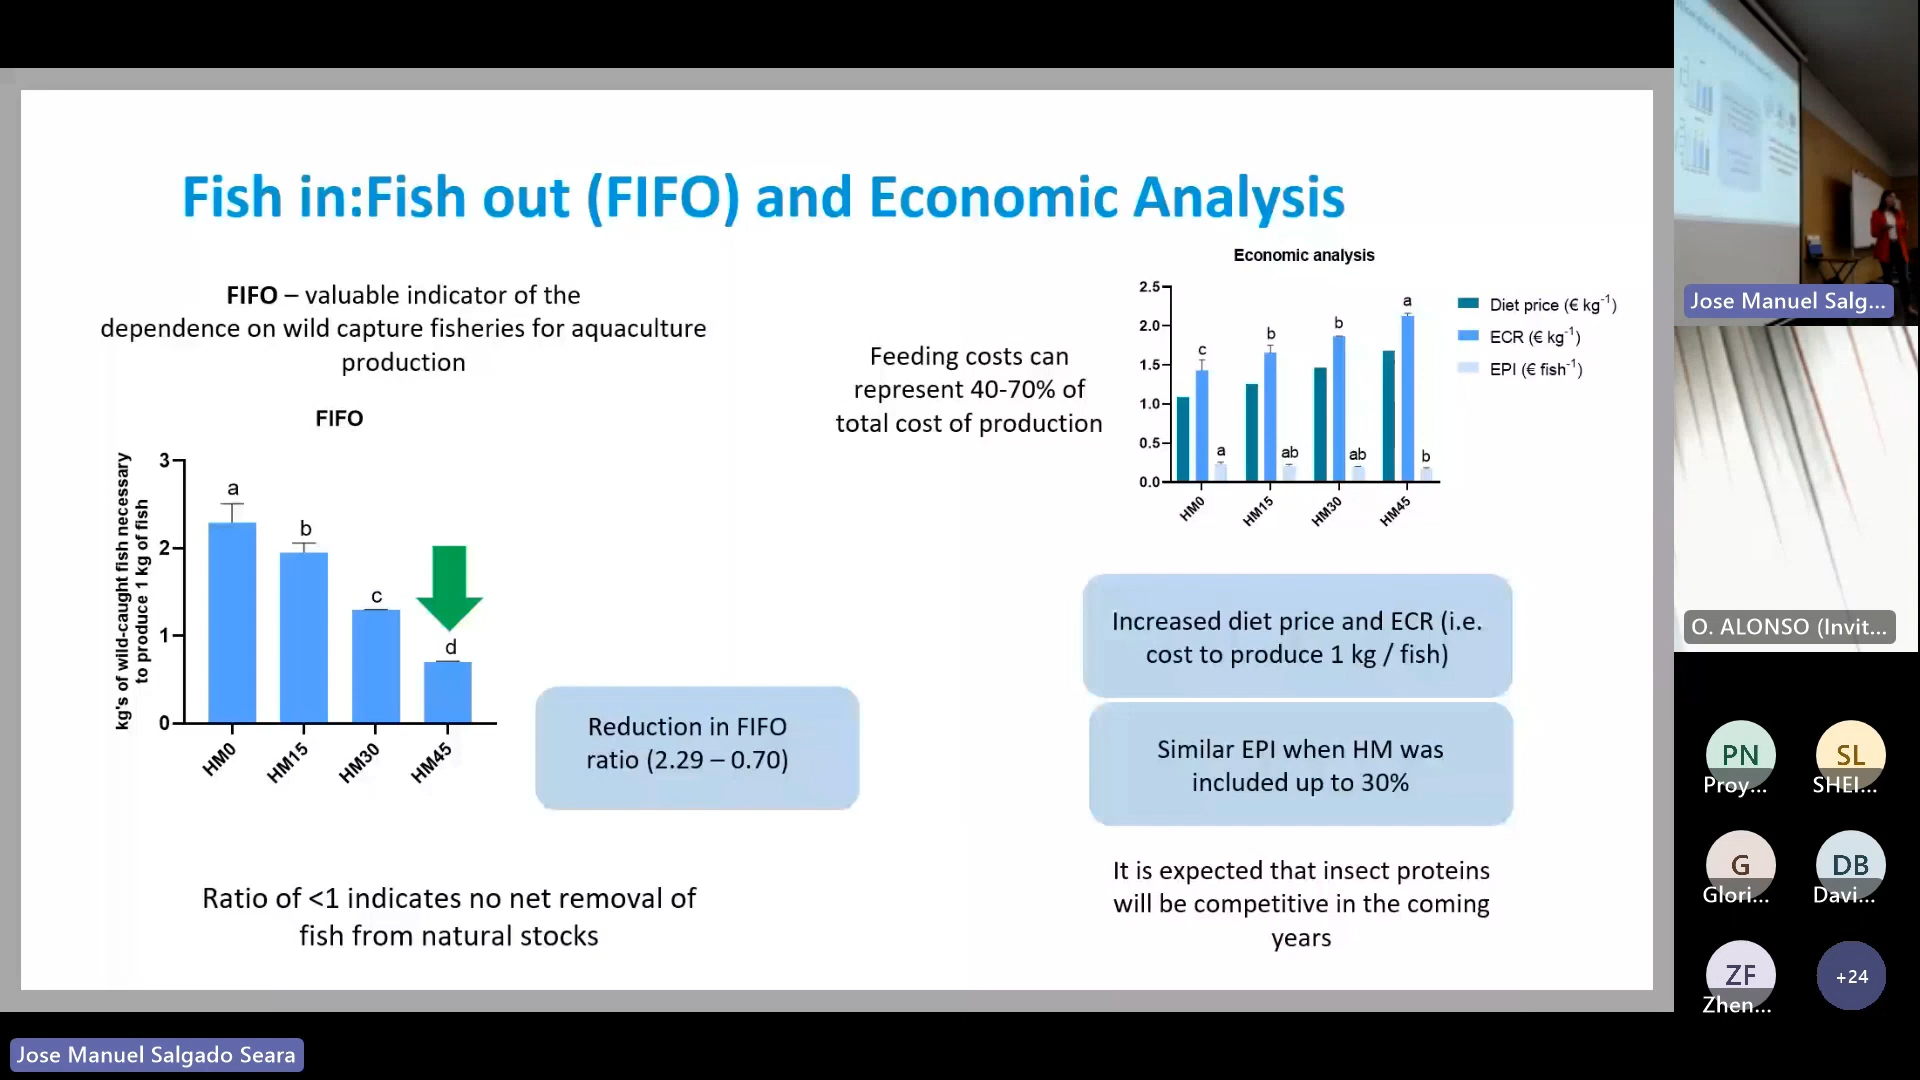 Fish in:Fish out (FIFO) and Economic Analysis
FIFO – valuable indicator of the
dependence on wild capture fisheries for aquaculture
production
FIFO
kg's of wild-caught fish necessary
to produce 1 kg of fish
3
2
1
0
a
b
c
d
HM0
HM15
HM30
HM45
Reduction in FIFO
ratio (2.29 – 0.70)
Ratio of <1 indicates no net removal of
fish from natural stocks
Feeding costs can
represent 40-70% of
total cost of production
Economic analysis
2.5
2.0
1.5
1.0
0.5
0.0
c
a
b
ab
b
ab
a
b
HM0
HM15
HM30
HM45
Diet price (€ kg⁻¹)
ECR (€ kg⁻¹)
EPI (€ fish⁻¹)
Increased diet price and ECR (i.e.
cost to produce 1 kg / fish)
Similar EPI when HM was
included up to 30%
It is expected that insect proteins
will be competitive in the coming
years
Jose Manuel Salg...
O. ALONSO (Invit...
PN
Proy...
SL
SHEI...
G
Glori...
DB
Davi...
ZF
Zhen...
+24
Jose Manuel Salgado Seara